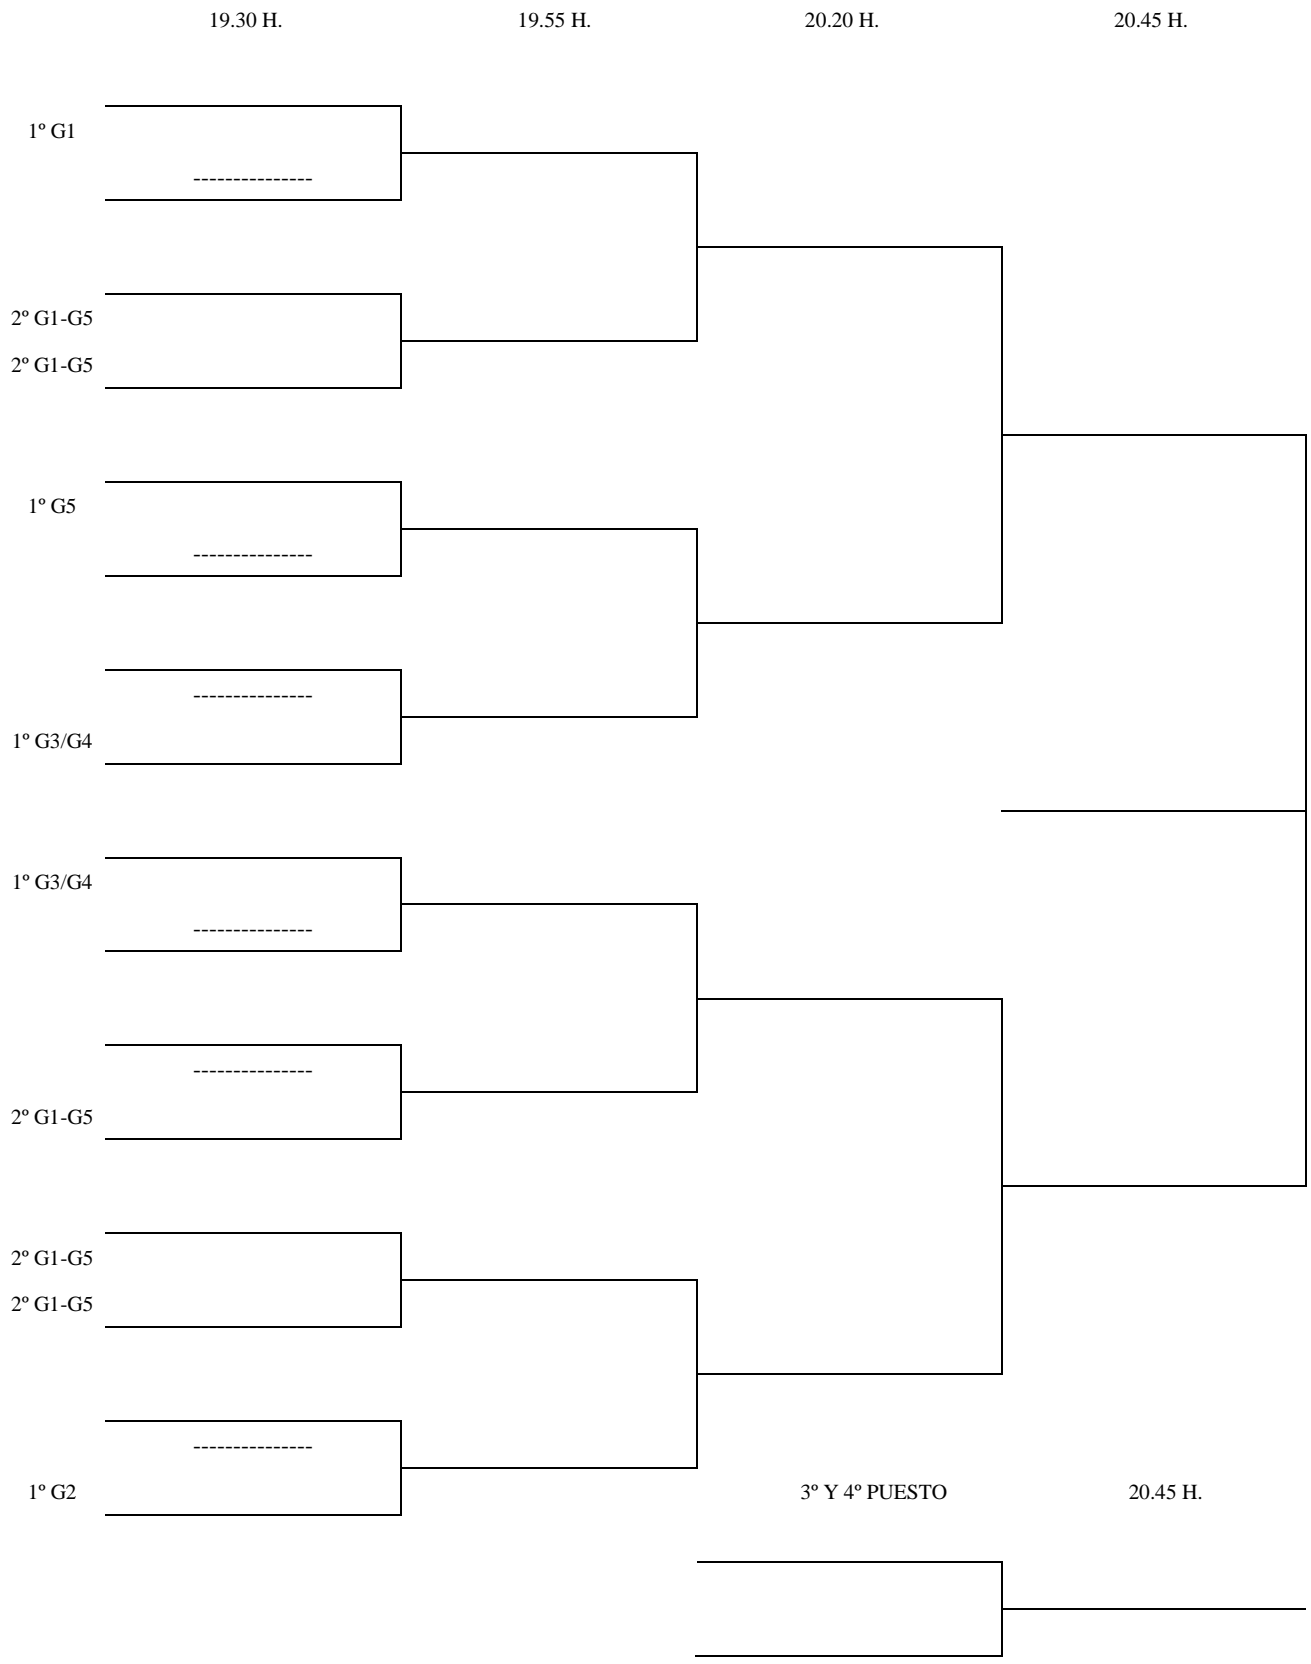 19.30 H. 19.55 H. 20.20 H. 20.45 H.
1º G1
---------------
2º G1-G5
2º G1-G5
1º G5
---------------
---------------
1º G3/G4
1º G3/G4
---------------
---------------
2º G1-G5
2º G1-G5
2º G1-G5
---------------
1º G2 3º Y 4º PUESTO 20.45 H.